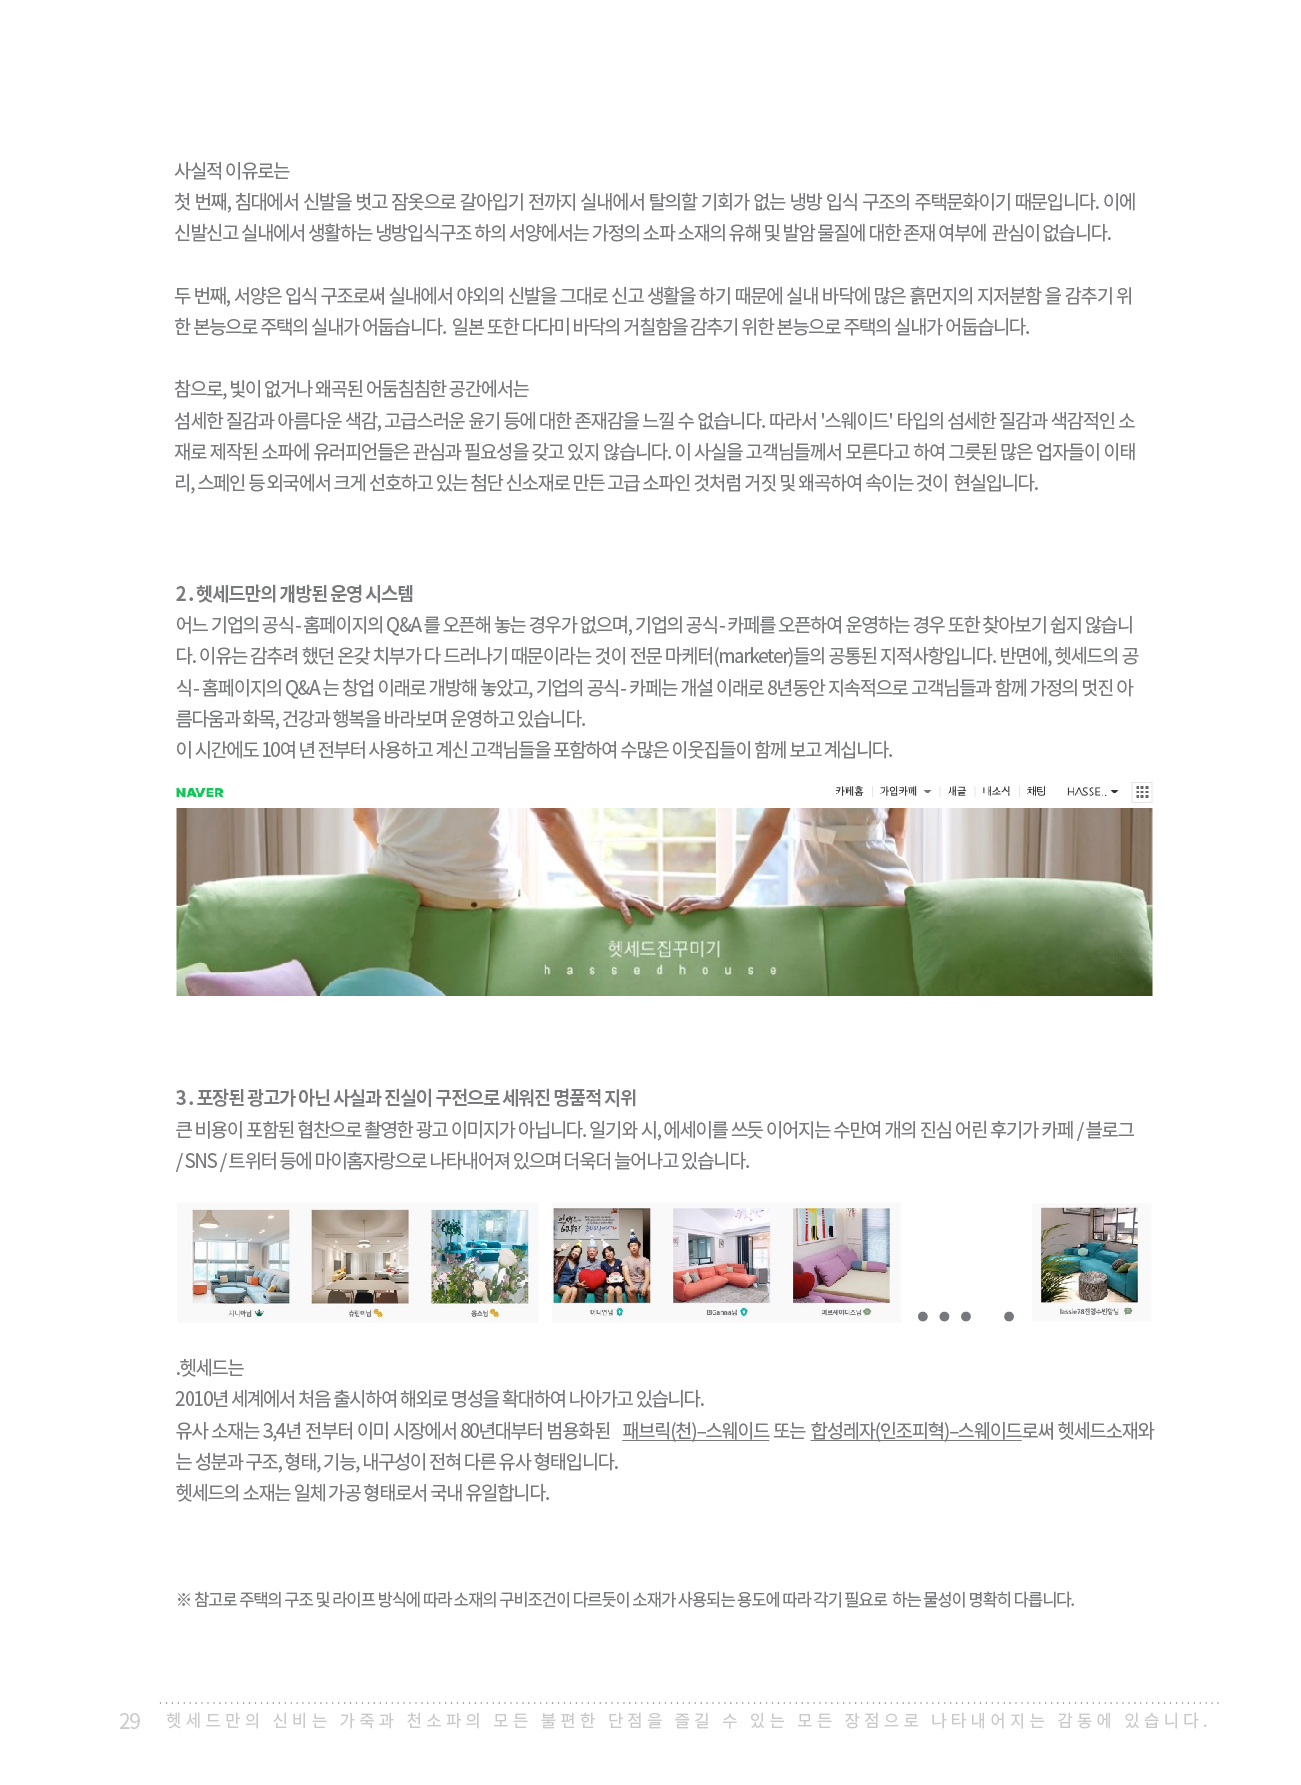 사실적 이유로는
첫 번째, 침대에서 신발을 벗고 잠옷으로 갈아입기 전까지 실내에서 탈의할 기회가 없는 냉방 입식 구조의 주택문화이기 때문입니다. 이에
신발신고 실내에서 생활하는 냉방입식구조 하의 서양에서는 가정의 소파 소재의 유해 및 발암 물질에 대한 존재 여부에 관심이 없습니다.
두 번째, 서양은 입식 구조로써 실내에서 야외의 신발을 그대로 신고 생활을 하기 때문에 실내 바닥에 많은 흙먼지의 지저분함 을 감추기 위
한 본능으로 주택의 실내가 어둡습니다. 일본 또한 다다미 바닥의 거칠함을 감추기 위한 본능으로 주택의 실내가 어둡습니다.
참으로, 빛이 없거나 왜곡된 어둠침침한 공간에서는
섬세한 질감과 아름다운 색감, 고급스러운 윤기 등에 대한 존재감을 느낄 수 없습니다. 따라서 '스웨이드' 타입의 섬세한 질감과 색감적인 소
재로 제작된 소파에 유러피언들은 관심과 필요성을 갖고 있지 않습니다. 이 사실을 고객님들께서 모른다고 하여 그릇된 많은 업자들이 이태
리, 스페인 등 외국에서 크게 선호하고 있는 첨단 신소재로 만든 고급 소파인 것처럼 거짓 및 왜곡하여 속이는 것이 현실입니다.
2 . 헷세드만의 개방된 운영 시스템
어느 기업의 공식 - 홈페이지의 Q&A 를 오픈해 놓는 경우가 없으며, 기업의 공식 - 카페를 오픈하여 운영하는 경우 또한 찾아보기 쉽지 않습니
다. 이유는 감추려 했던 온갖 치부가 다 드러나기 때문이라는 것이 전문 마케터(marketer)들의 공통된 지적사항입니다. 반면에, 헷세드의 공
식 - 홈페이지의 Q&A 는 창업 이래로 개방해 놓았고, 기업의 공식 - 카페는 개설 이래로 8년동안 지속적으로 고객님들과 함께 가정의 멋진 아
름다움과 화목, 건강과 행복을 바라보며 운영하고 있습니다.
이 시간에도 10여 년 전부터 사용하고 계신 고객님들을 포함하여 수많은 이웃집들이 함께 보고 계십니다.
NAVER 카페홈 가입카페 새글 내소식 채팅 HASSE..
헷세드집꾸미기
hassedhouse
3 . 포장된 광고가 아닌 사실과 진실이 구전으로 세워진 명품적 지위
큰 비용이 포함된 협찬으로 촬영한 광고 이미지가 아닙니다. 일기와 시, 에세이를 쓰듯 이어지는 수만여 개의 진심 어린 후기가 카페 / 블로그
/ SNS / 트위터 등에 마이홈자랑으로 나타내어져 있으며 더욱더 늘어나고 있습니다.
.헷세드는
2010년 세계에서 처음 출시하여 해외로 명성을 확대하여 나아가고 있습니다.
유사 소재는 3,4년 전부터 이미 시장에서 80년대부터 범용화된 패브릭(천)–스웨이드 또는 합성레자(인조피혁)–스웨이드로써 헷세드소재와
는 성분과 구조, 형태, 기능, 내구성이 전혀 다른 유사 형태입니다.
헷세드의 소재는 일체 가공 형태로서 국내 유일합니다.
※ 참고로 주택의 구조 및 라이프 방식에 따라 소재의 구비조건이 다르듯이 소재가 사용되는 용도에 따라 각기 필요로 하는 물성이 명확히 다릅니다.
29 헷세드만의 신비는 가죽과 천소파의 모든 불편한 단점을 즐길 수 있는 모든 장점으로 나타내어지는 감동에 있습니다.